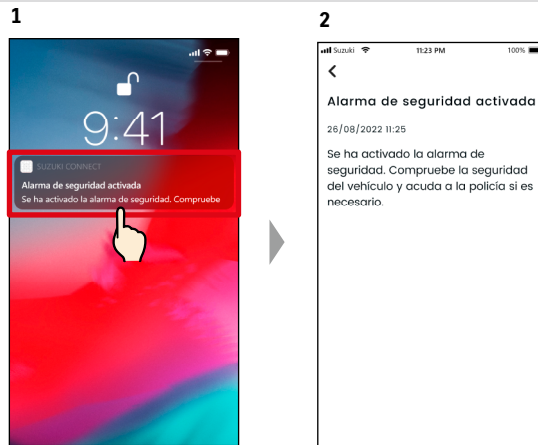 1
9:41
SUZUKI CONNECT
Alarma de seguridad activada
Se ha activado la alarma de seguridad. Compruebe
2
Suzuki 11:23 PM 100%
Alarma de seguridad activada
26/08/2022 11:25
Se ha activado la alarma de
seguridad. Compruebe la seguridad
del vehículo y acuda a la policía si es
necesario.